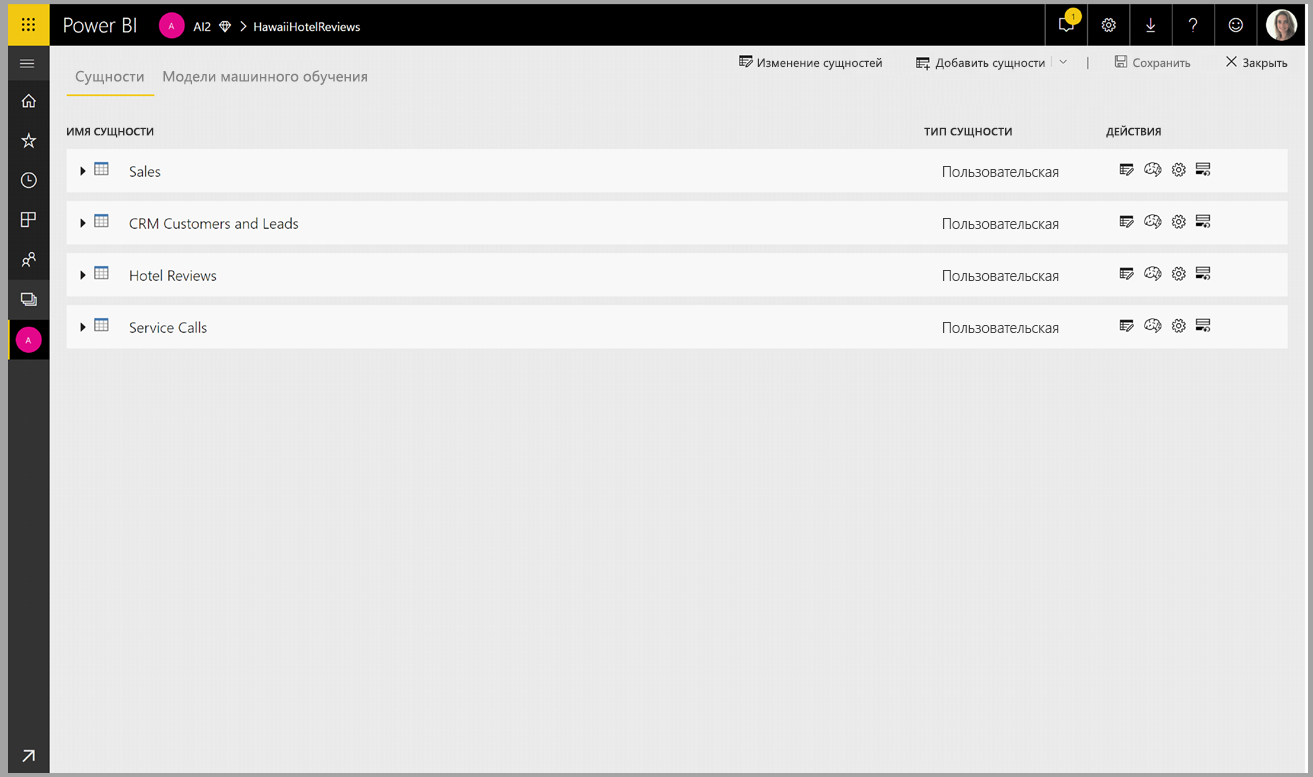 Power BI A AI2 HawaiiHotelReviews 1
Сущности Модели машинного обучения Изменение сущностей Добавить сущности | Сохранить Закрыть
ИМЯ СУЩНОСТИ ТИП СУЩНОСТИ ДЕЙСТВИЯ
Sales Пользовательская
CRM Customers and Leads Пользовательская
Hotel Reviews Пользовательская
Service Calls Пользовательская
A